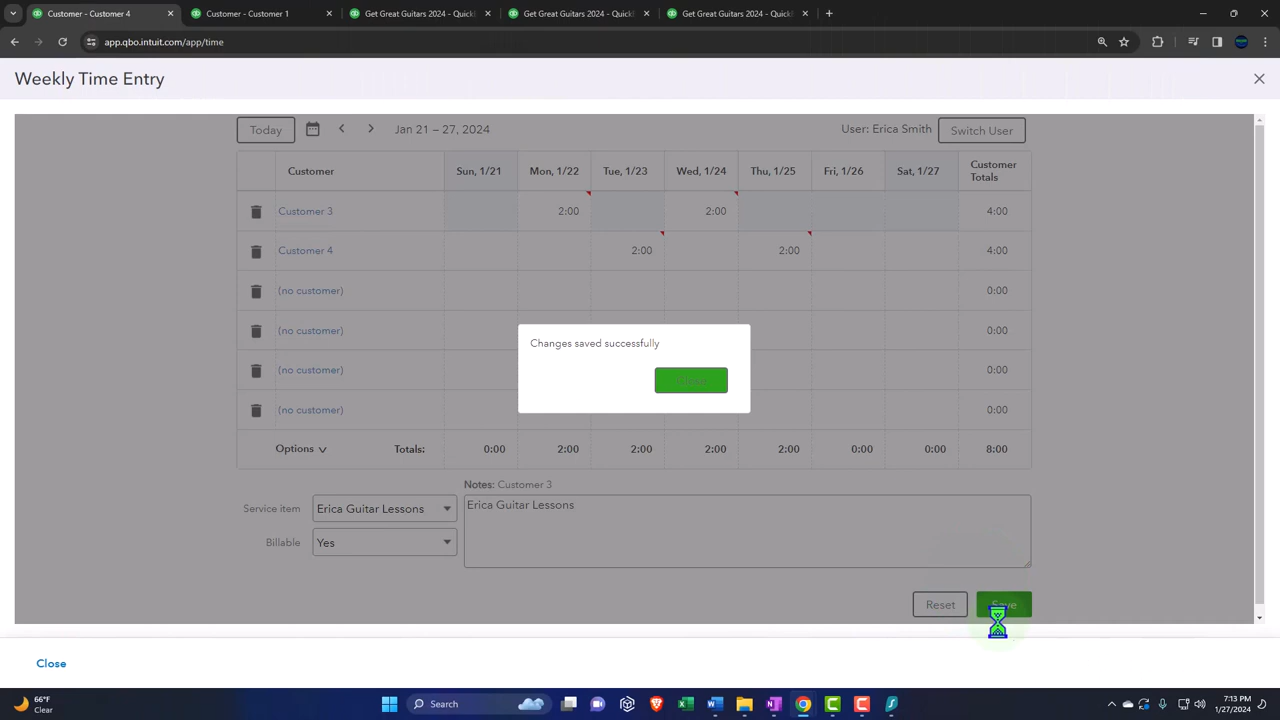 Customer - Customer 4
Customer - Customer 1
Get Great Guitars 2024 - Quick
Get Great Guitars 2024 - Quick
Get Great Guitars 2024 - Quick
app.qbo.intuit.com/app/time
Weekly Time Entry
Today
Jan 21 – 27, 2024
User: Erica Smith
Switch User
Customer Sun, 1/21 Mon, 1/22 Tue, 1/23 Wed, 1/24 Thu, 1/25 Fri, 1/26 Sat, 1/27 Customer Totals
Customer 3 2:00 2:00 4:00
Customer 4 2:00 2:00 4:00
(no customer) 0:00
(no customer) 0:00
(no customer) 0:00
(no customer) 0:00
Changes saved successfully
Options Totals: 0:00 2:00 2:00 2:00 2:00 0:00 0:00 8:00
Notes: Customer 3
Service item Erica Guitar Lessons
Erica Guitar Lessons
Billable Yes
Reset Save
Close
66°F
Clear
Search
7:13 PM
1/27/2024